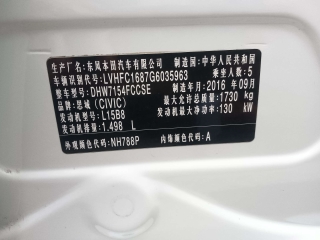 生产厂名: 东风本田汽车有限公司 制造国: 中华人民共和国
车辆识别代号: LVHFC1687G6035963 乘坐人数: 5
整车型号: DHW7154FCCSE 制造年月: 2016 年09月
品牌: 思域 (CIVIC) 最大允许总质量: 1730 kg
发动机型号: L15B8 发动机最大净功率: 130 kW
发动机排量: 1.498 L
外观颜色代码: NH788P 内饰颜色代码: A